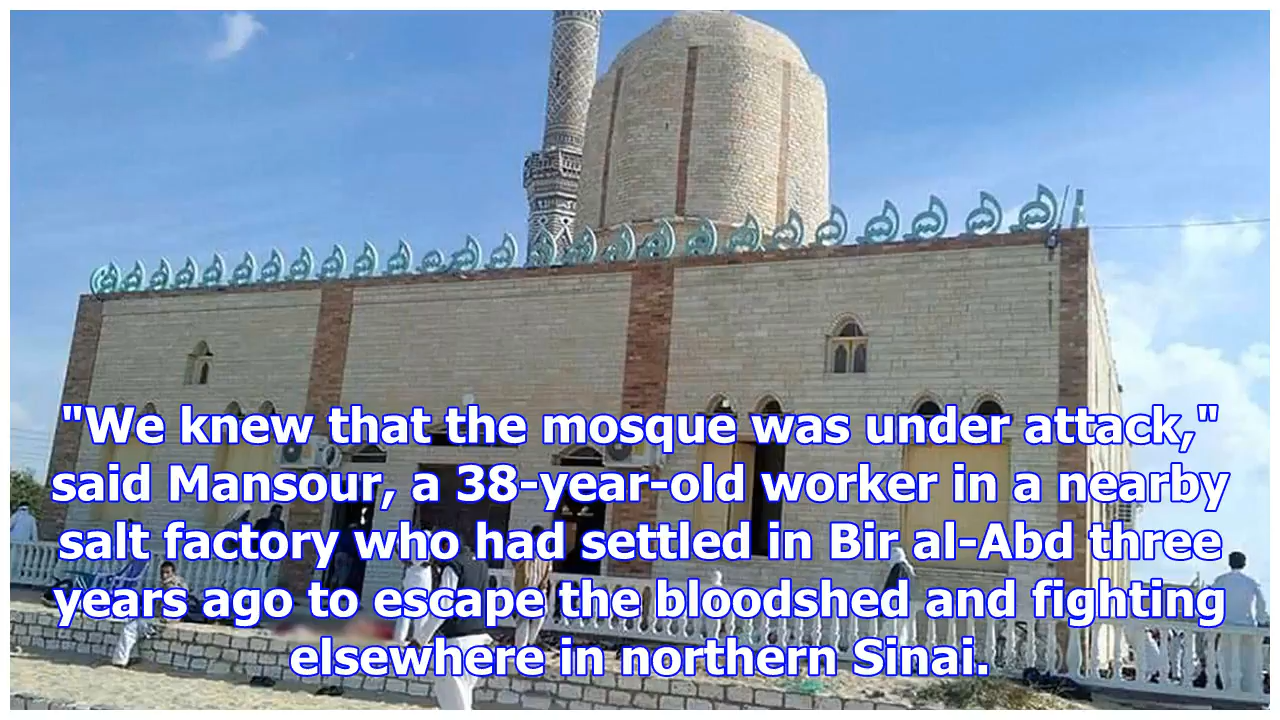 "We knew that the mosque was under attack,"
said Mansour, a 38-year-old worker in a nearby
salt factory who had settled in Bir al-Abd three
years ago to escape the bloodshed and fighting
elsewhere in northern Sinai.